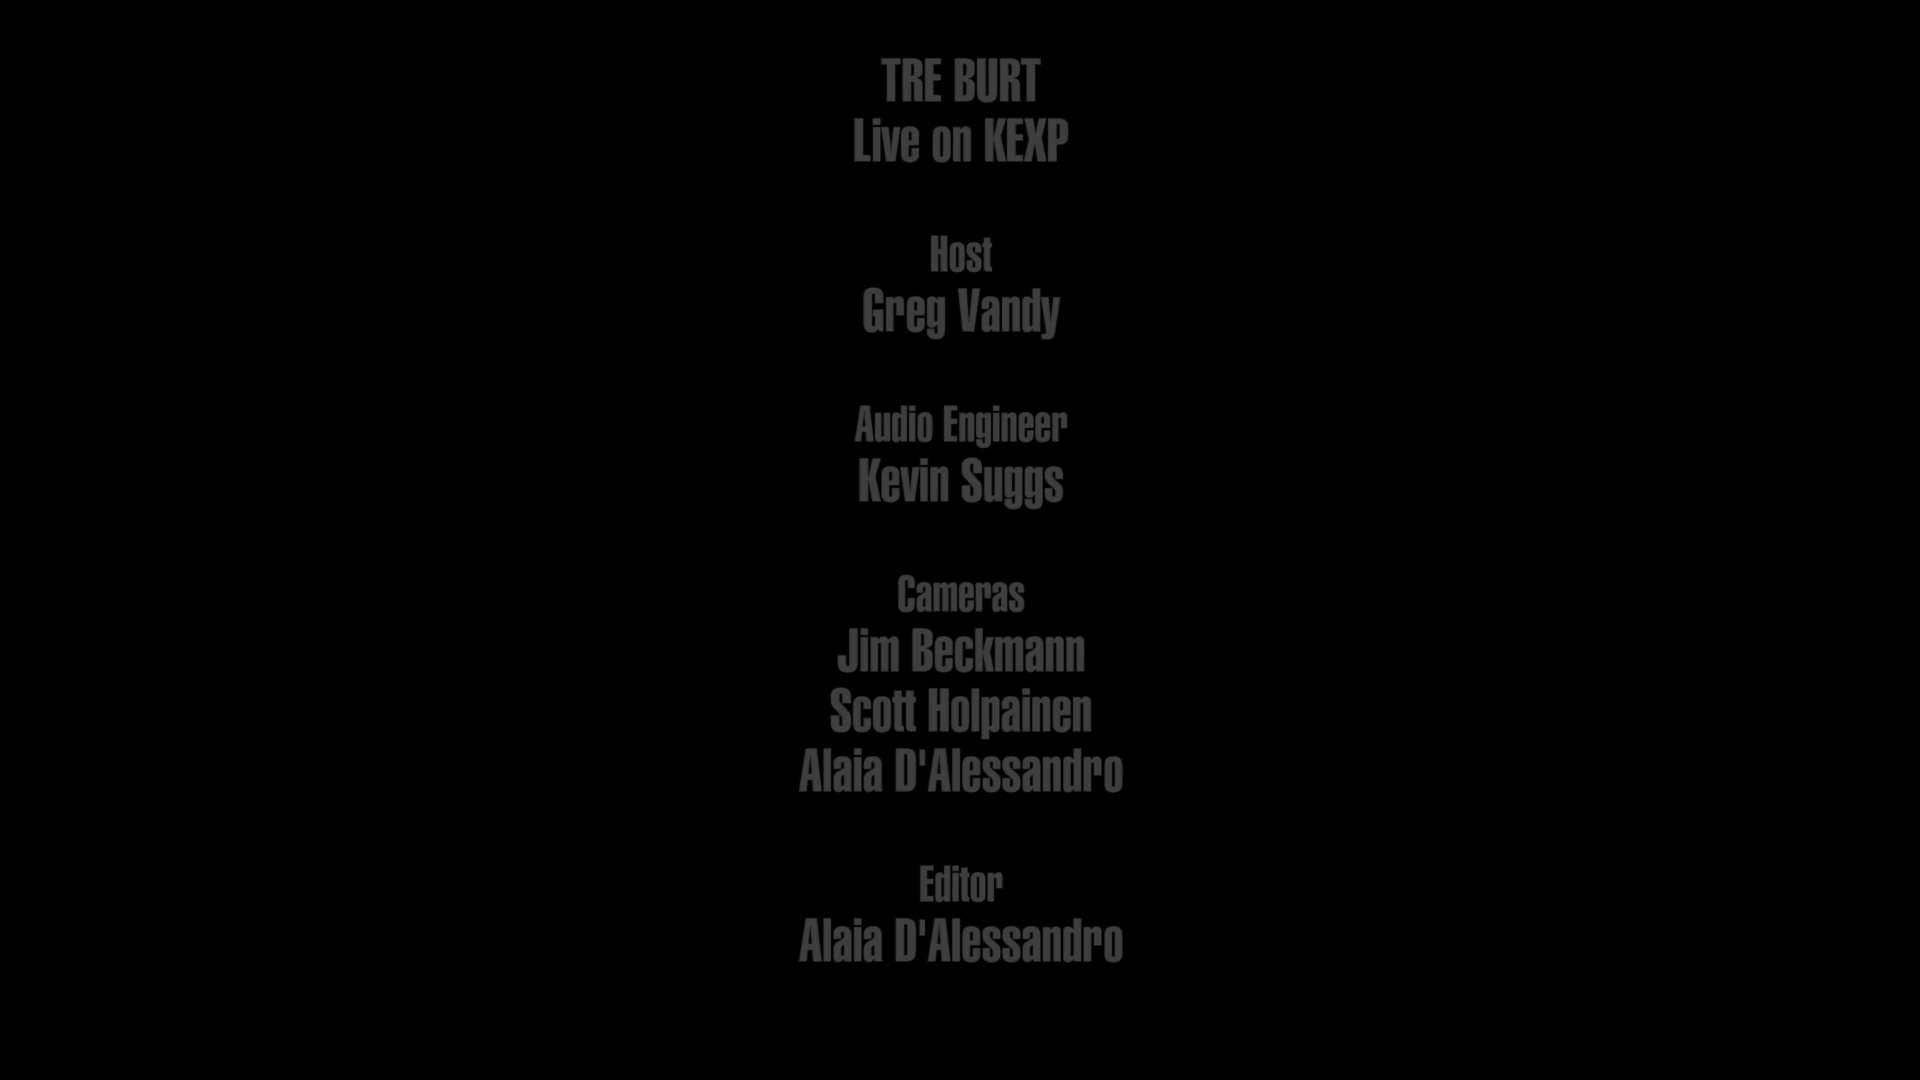 TRE BURT
Live on KEXP
Host
Greg Vandy
Audio Engineer
Kevin Suggs
Cameras
Jim Beckmann
Scott Holpainen
Alaia D'Alessandro
Editor
Alaia D'Alessandro